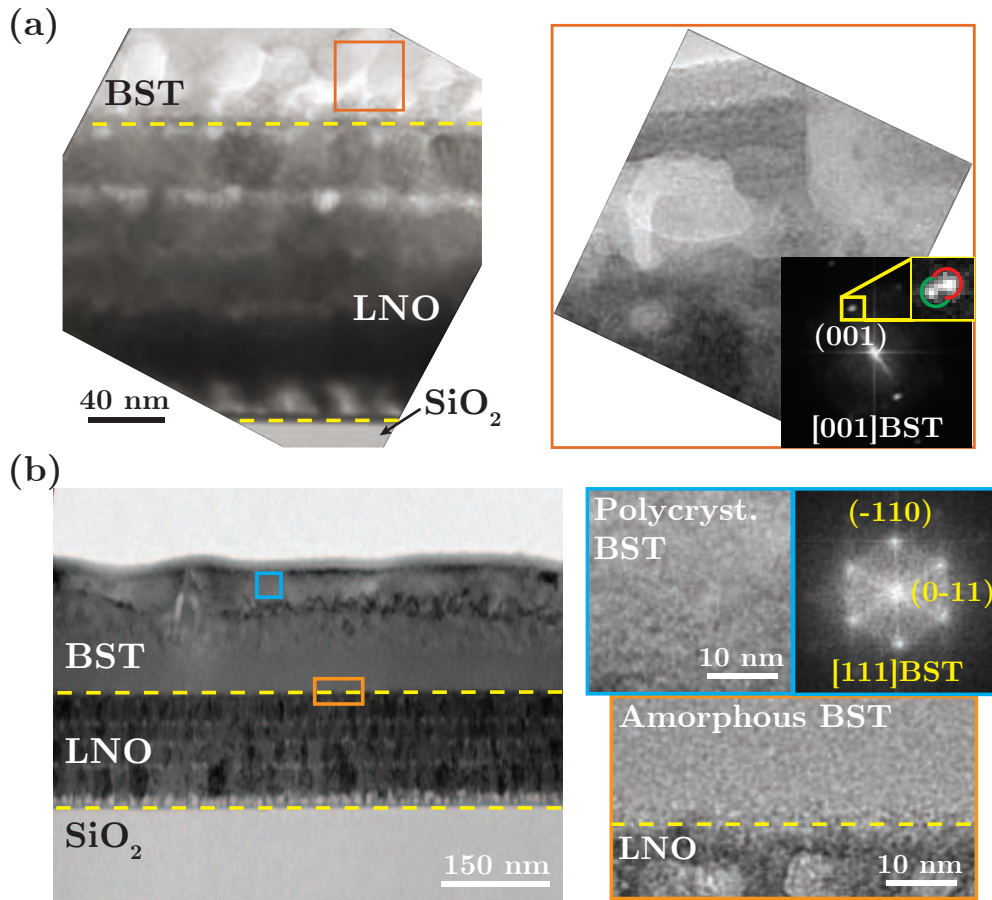 (a)
BST
LNO
40 nm
SiO₂
(001)
[001]BST
(b)
BST
LNO
SiO₂
150 nm
Polycryst.
BST
10 nm
(-110)
(0-11)
[111]BST
Amorphous BST
LNO
10 nm